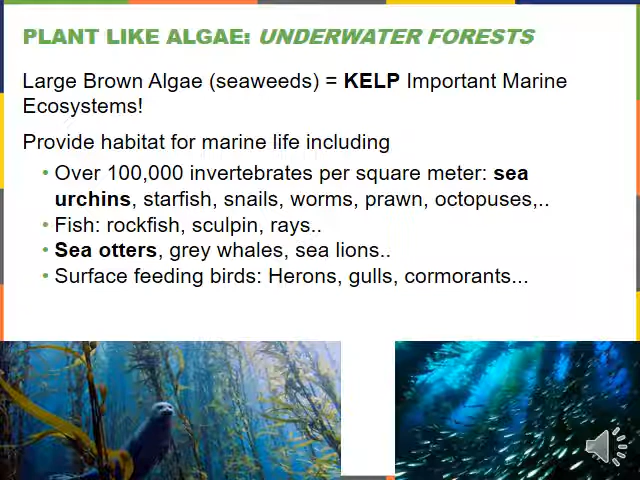 PLANT LIKE ALGAE: UNDERWATER FORESTS
Large Brown Algae (seaweeds) = KELP Important Marine
Ecosystems!
Provide habitat for marine life including
• Over 100,000 invertebrates per square meter: sea
urchins, starfish, snails, worms, prawn, octopuses,..
• Fish: rockfish, sculpin, rays..
• Sea otters, grey whales, sea lions..
• Surface feeding birds: Herons, gulls, cormorants...